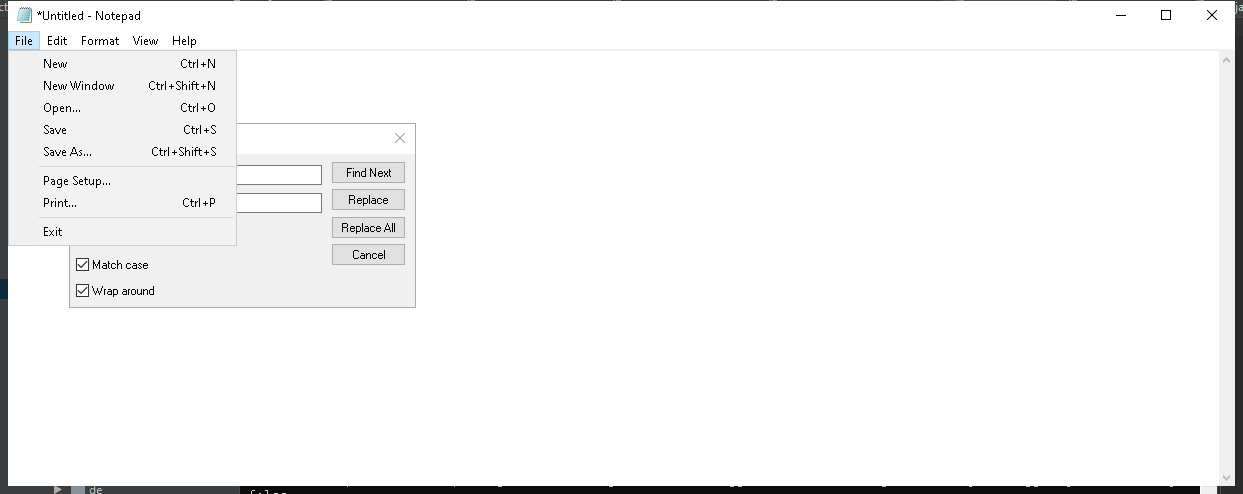 *Untitled - Notepad
File Edit Format View Help
New Ctrl+N
New Window Ctrl+Shift+N
Open... Ctrl+O
Save Ctrl+S
Save As... Ctrl+Shift+S
Page Setup...
Print... Ctrl+P
Exit
Find Next
Replace
Replace All
Cancel
Match case
Wrap around
de